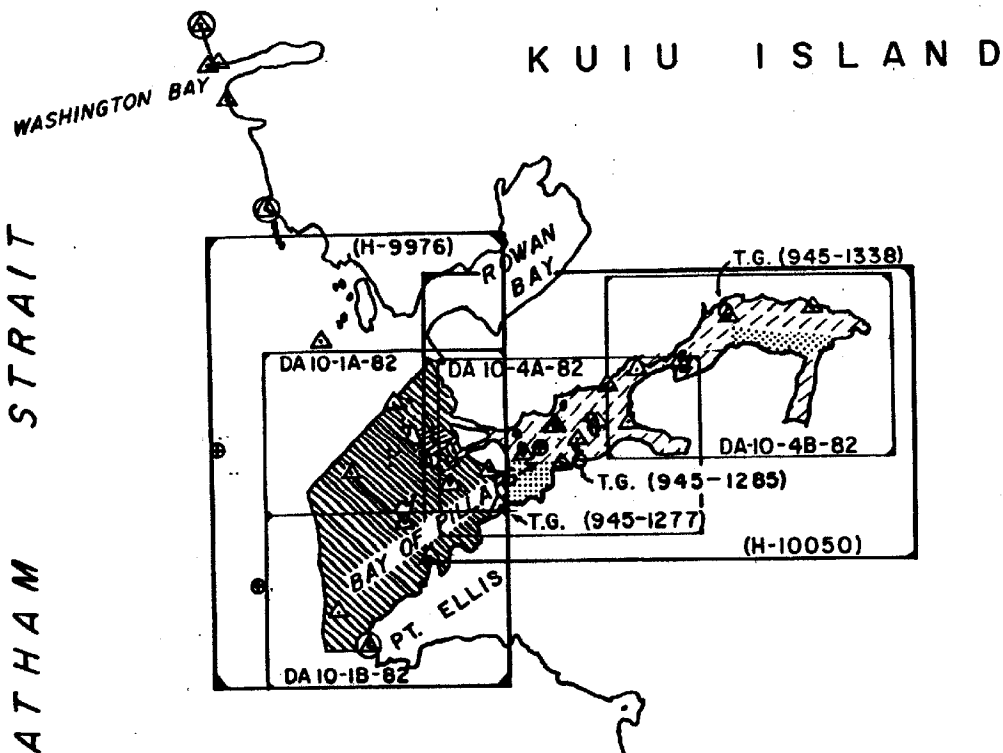 KUIU ISLAND
WASHINGTON BAY
(H-9976)
ROWAN
BAY
T.G. (945-1338)
STRAIT
DA 10-1A-82
DA 10-4A-82
DA-10-4B-82
T.G. (945-1285)
T.G. (945-1277)
BAY OF PILLA
(H-10050)
PT. ELLIS
ATHAM
DA 10-1B-82